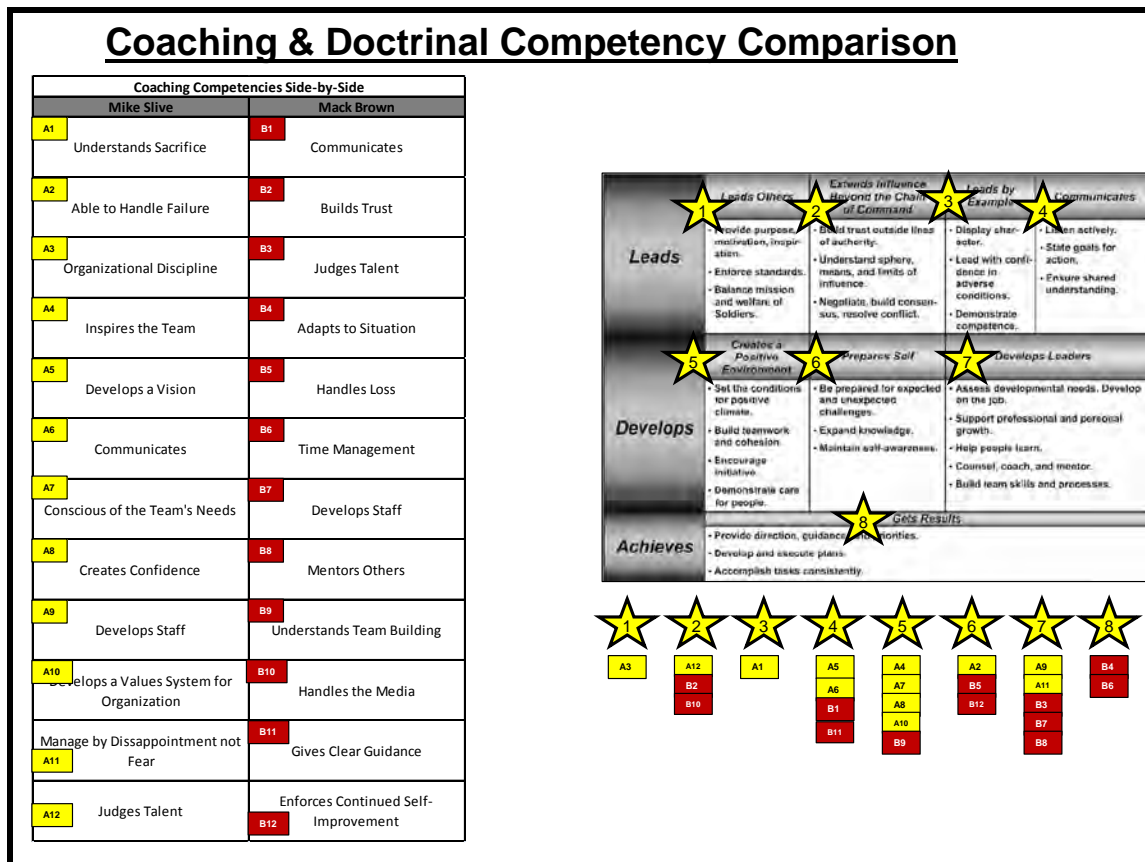 Coaching & Doctrinal Competency Comparison
Coaching Competencies Side-by-Side
Mike Slive
Mack Brown
A1
Understands Sacrifice
B1
Communicates
A2
Able to Handle Failure
B2
Builds Trust
A3
Organizational Discipline
B3
Judges Talent
A4
Inspires the Team
B4
Adapts to Situation
A5
Develops a Vision
B5
Handles Loss
A6
Communicates
B6
Time Management
A7
Conscious of the Team's Needs
B7
Develops Staff
A8
Creates Confidence
B8
Mentors Others
A9
Develops Staff
B9
Understands Team Building
A10
Develops a Values System for
Organization
B10
Handles the Media
Manage by Dissappointment not
Fear
A11
B11
Gives Clear Guidance
A12
Judges Talent
Enforces Continued Self-
Improvement
B12
Leads
1
Leads Others
• Provide purpose,
motivation, inspir-
ation.
• Enforce standards.
• Balance mission
and welfare of
Soldiers.
2
Extends Influence
Beyond the Chain
of Command
• Build trust outside lines
of authority.
• Understand sphere,
means, and limits of
influence.
• Negotiate, build consen-
sus, resolve conflict.
3
Leads by
Example
• Display char-
acter.
• Lead with confi-
dence in
adverse
conditions.
• Demonstrate
competence.
4
Communicates
• Listen actively.
• State goals for
action.
• Ensure shared
understanding.
Develops
5
Creates a
Positive
Environment
• Set the conditions
for positive
climate.
• Build teamwork
and cohesion.
• Encourage
initiative.
• Demonstrate care
for people.
6
Prepares Self
• Be prepared for expected
and unexpected
challenges.
• Expand knowledge.
• Maintain self-awareness.
7
Develops Leaders
• Assess developmental needs. Develop
on the job.
• Support professional and personal
growth.
• Help people learn.
• Counsel, coach, and mentor.
• Build team skills and processes.
Achieves
8
Gets Results
• Provide direction, guidance, and priorities.
• Develop and execute plans.
• Accomplish tasks consistently.
1
2
3
4
5
6
7
8
A3
A12
B2
B10
A1
A5
A6
B1
B11
A4
A7
A8
A10
B9
A2
B5
B12
A9
A11
B3
B7
B8
B4
B6